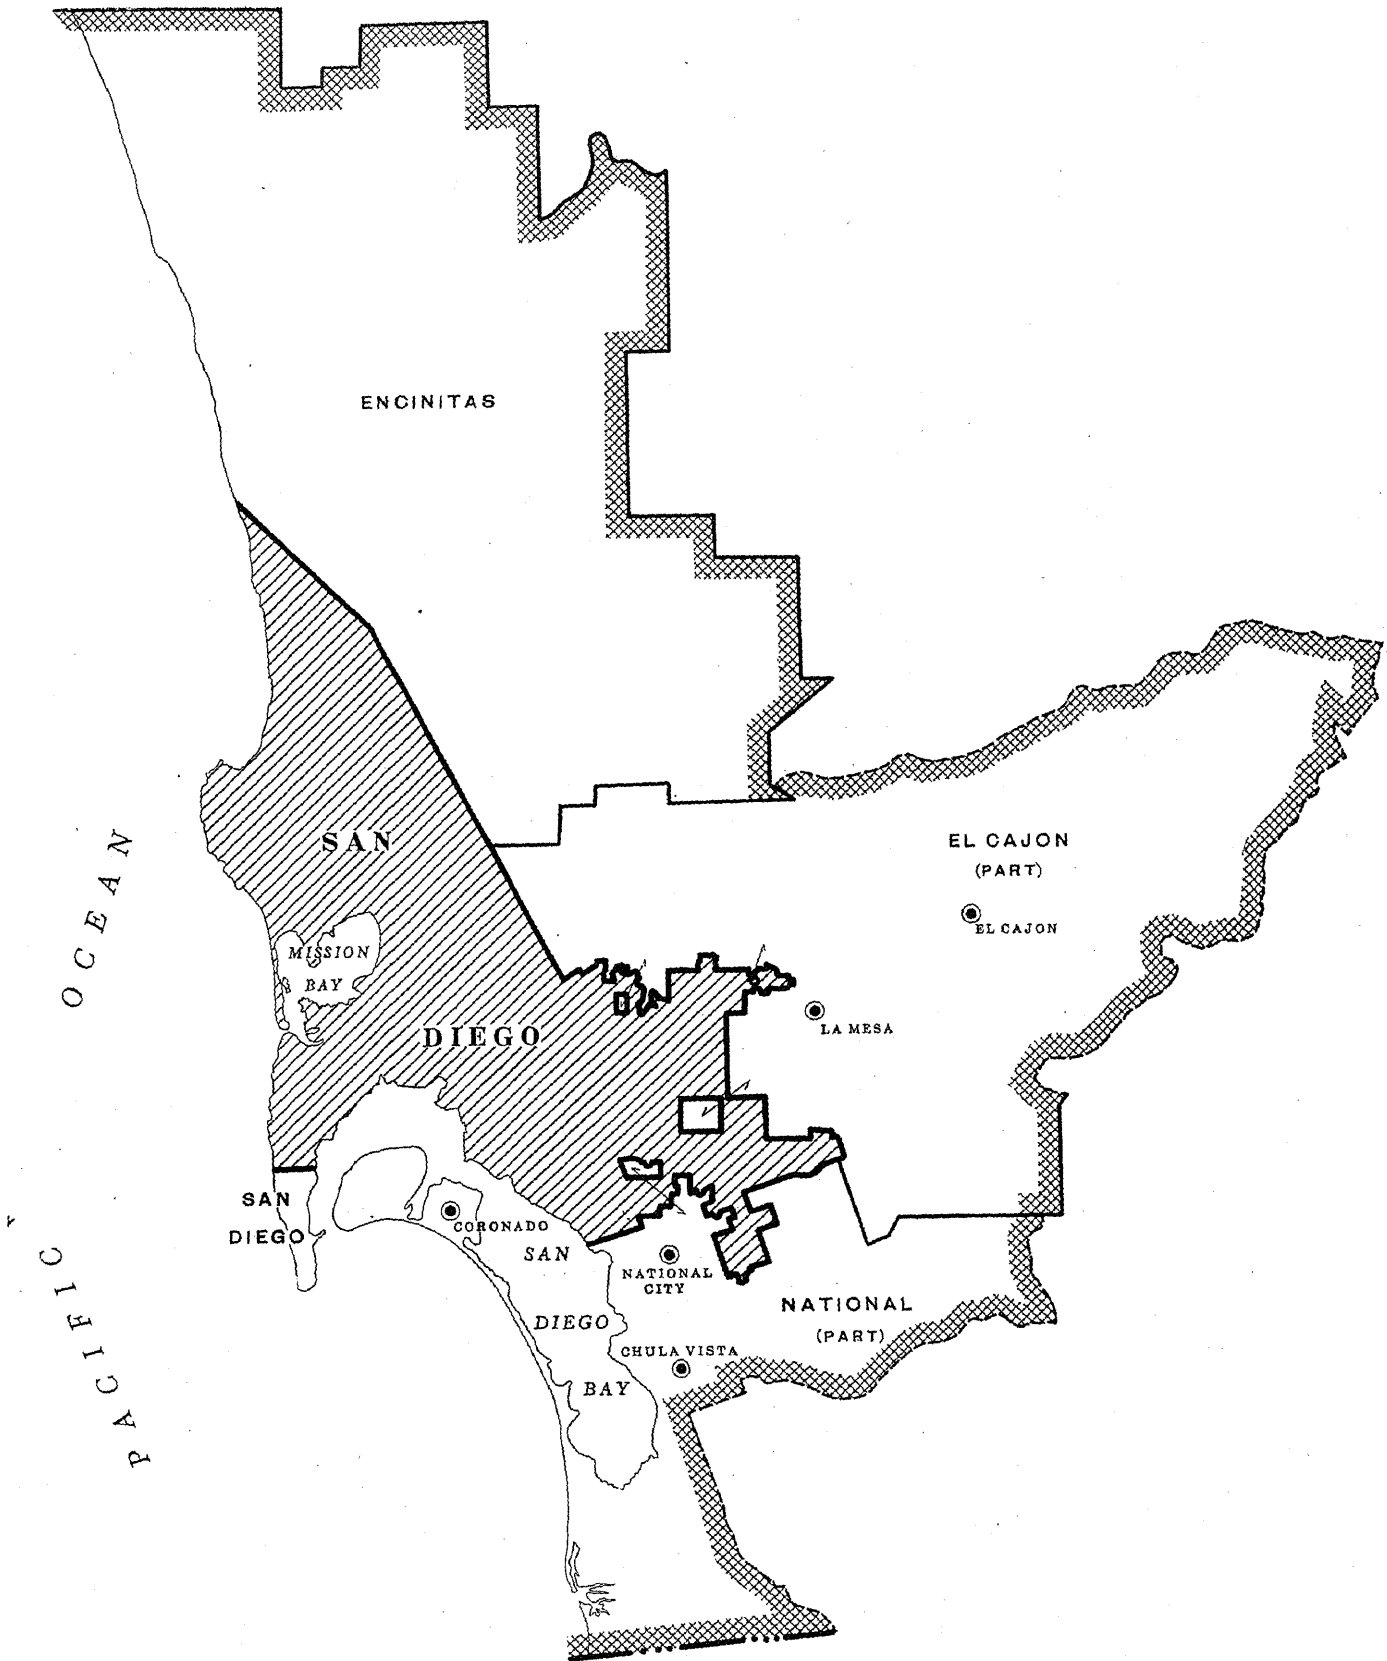 ENCINITAS
SAN
DIEGO
EL CAJON
(PART)
EL CAJON
MISSION
BAY
LA MESA
OCEAN
PACIFIC
SAN
DIEGO
CORONADO
SAN
DIEGO
BAY
NATIONAL
CITY
NATIONAL
(PART)
CHULA VISTA